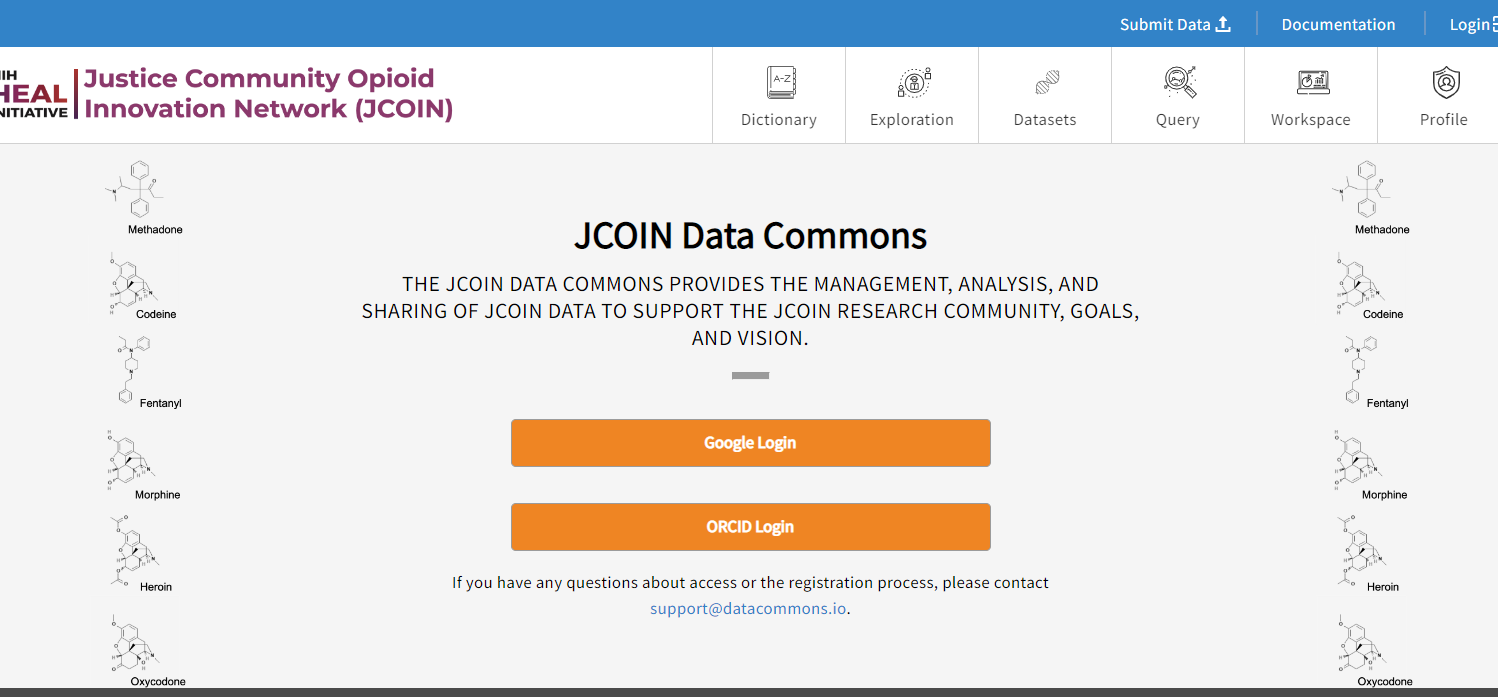 Submit Data
Documentation
Login
HEAL
INITIATIVE
Justice Community Opioid
Innovation Network (JCOIN)
A-Z
Dictionary
Exploration
Datasets
Query
Workspace
Profile
JCOIN Data Commons
THE JCOIN DATA COMMONS PROVIDES THE MANAGEMENT, ANALYSIS, AND
SHARING OF JCOIN DATA TO SUPPORT THE JCOIN RESEARCH COMMUNITY, GOALS,
AND VISION.
Google Login
ORCID Login
If you have any questions about access or the registration process, please contact
support@datacommons.io.
Methadone
Codeine
Fentanyl
Morphine
Heroin
Oxycodone
Methadone
Codeine
Fentanyl
Morphine
Heroin
Oxycodone